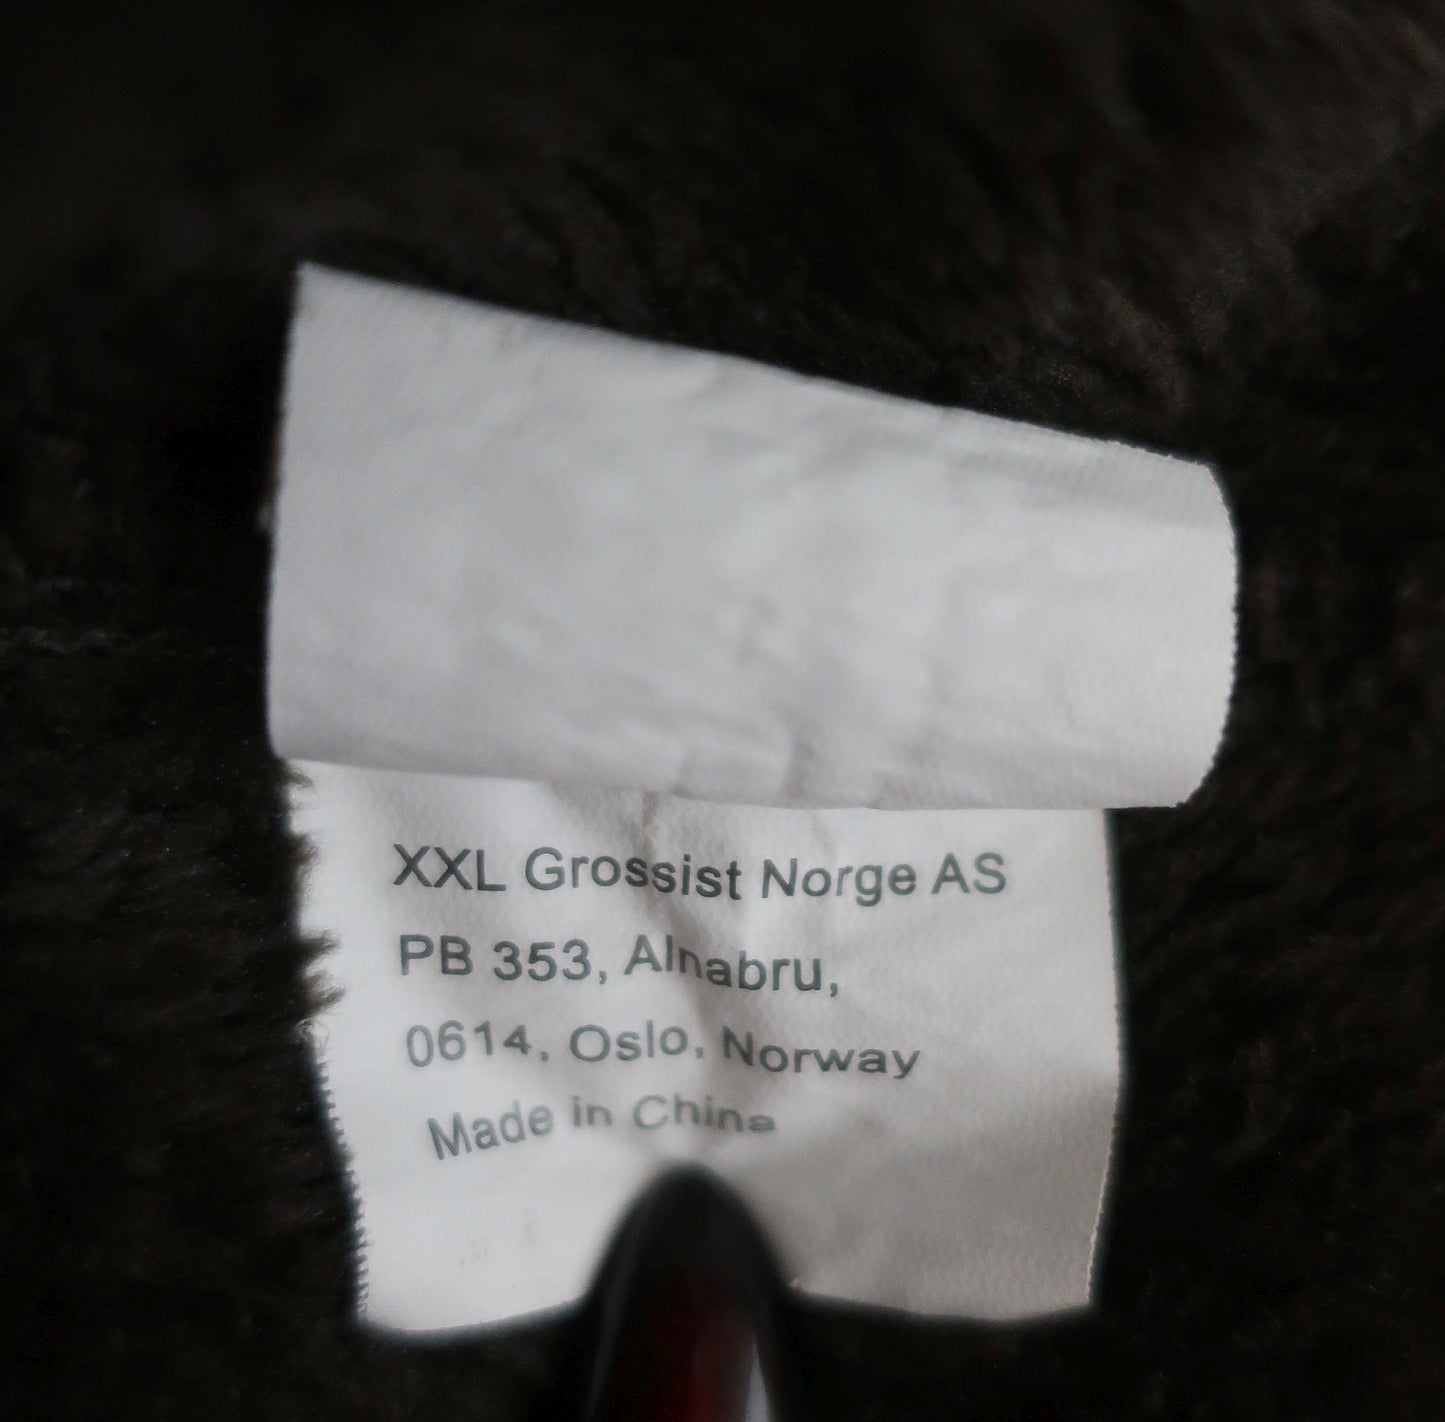 XXL Grossist Norge AS
PB 353, Alnabru,
0614, Oslo, Norway
Made in China